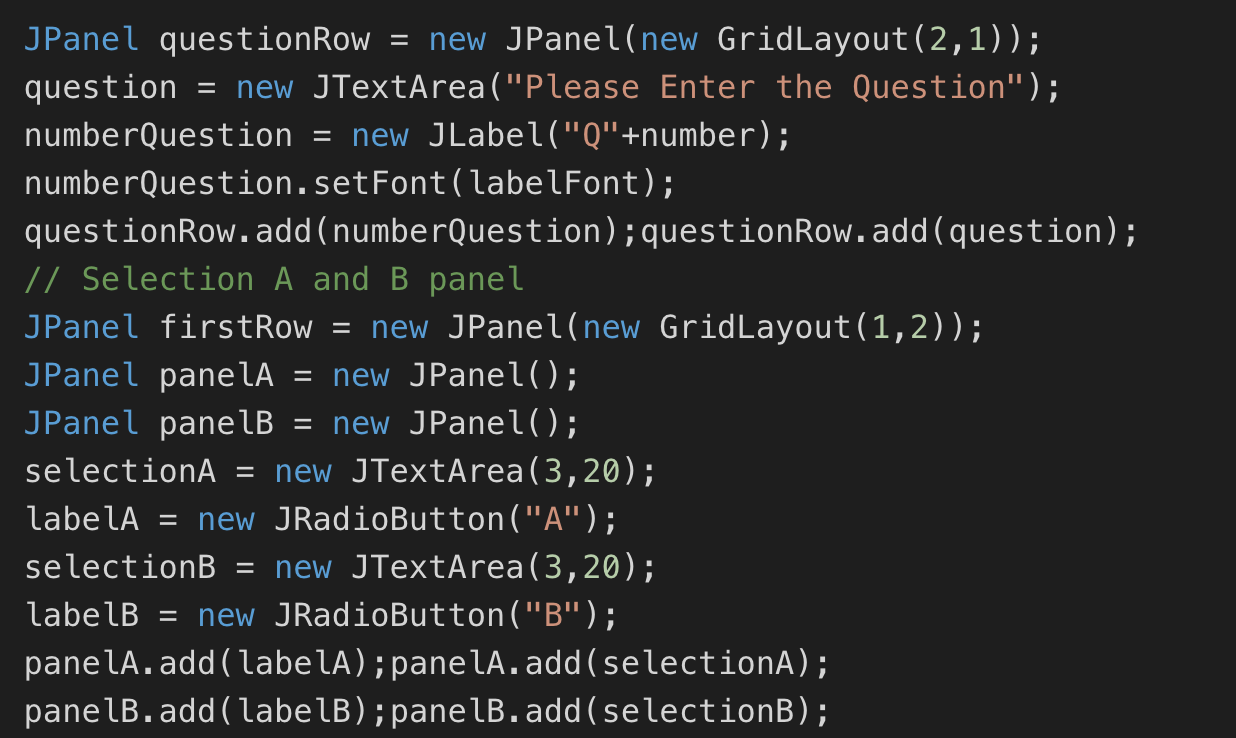 JPanel questionRow = new JPanel(new GridLayout(2,1));
question = new JTextArea("Please Enter the Question");
numberQuestion = new JLabel("Q"+number);
numberQuestion.setFont(labelFont);
questionRow.add(numberQuestion);questionRow.add(question);
// Selection A and B panel
JPanel firstRow = new JPanel(new GridLayout(1,2));
JPanel panelA = new JPanel();
JPanel panelB = new JPanel();
selectionA = new JTextArea(3,20);
labelA = new JRadioButton("A");
selectionB = new JTextArea(3,20);
labelB = new JRadioButton("B");
panelA.add(labelA);panelA.add(selectionA);
panelB.add(labelB);panelB.add(selectionB);